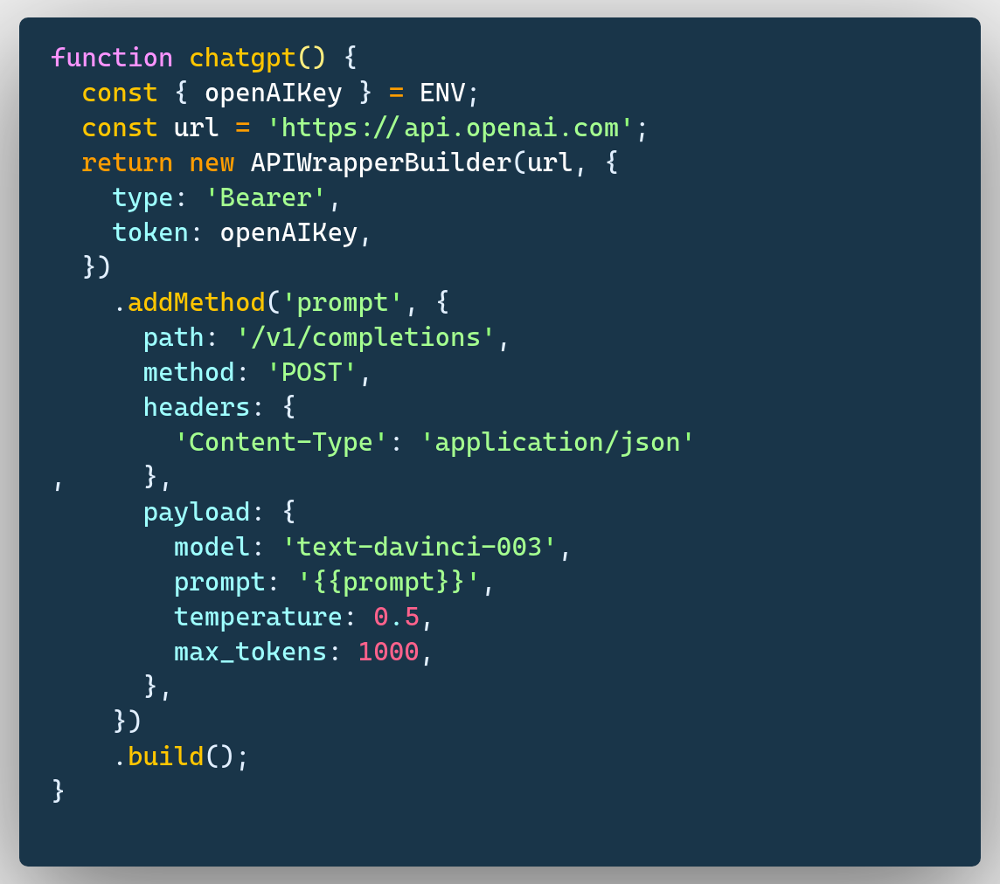 function chatgpt() {
  const { openAIKey } = ENV;
  const url = 'https://api.openai.com';
  return new APIWrapperBuilder(url, {
    type: 'Bearer',
    token: openAIKey,
  })
    .addMethod('prompt', {
      path: '/v1/completions',
      method: 'POST',
      headers: {
        'Content-Type': 'application/json'
,     },
      payload: {
        model: 'text-davinci-003',
        prompt: '{{prompt}}',
        temperature: 0.5,
        max_tokens: 1000,
      },
    })
    .build();
}